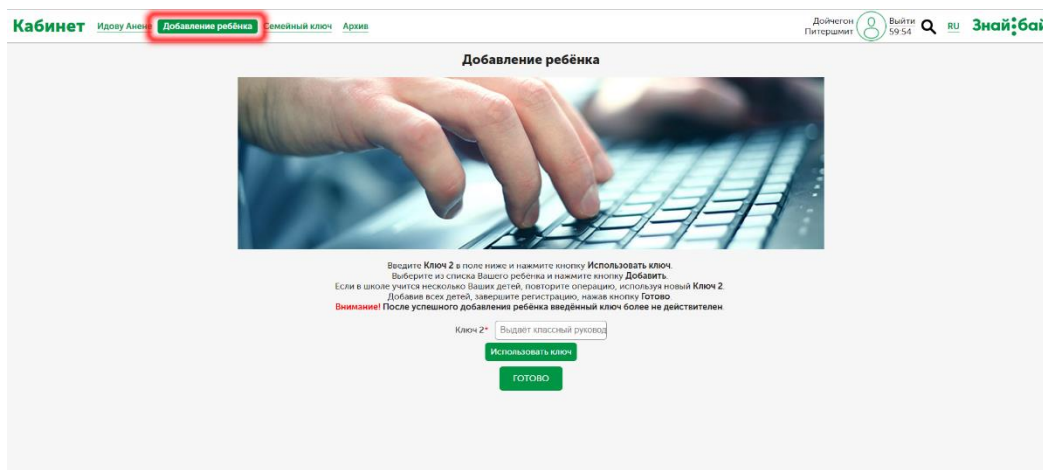 Кабинет
Идову Анене
Добавление ребёнка
Семейный ключ
Архив
Дойчегон
Питершмит
Выйти
59:54
RU
Знай:бай
Добавление ребёнка
Введите Ключ 2 в поле ниже и нажмите кнопку Использовать ключ.
Выберите из списка Вашего ребёнка и нажмите кнопку Добавить.
Если в школе учится несколько Ваших детей, повторите операцию, используя новый Ключ 2.
Добавив всех детей, завершите регистрацию, нажав кнопку Готово.
Внимание! После успешного добавления ребёнка введённый ключ более не действителен.
Ключ 2* Выдаёт классный руковод
Использовать ключ
ГОТОВО